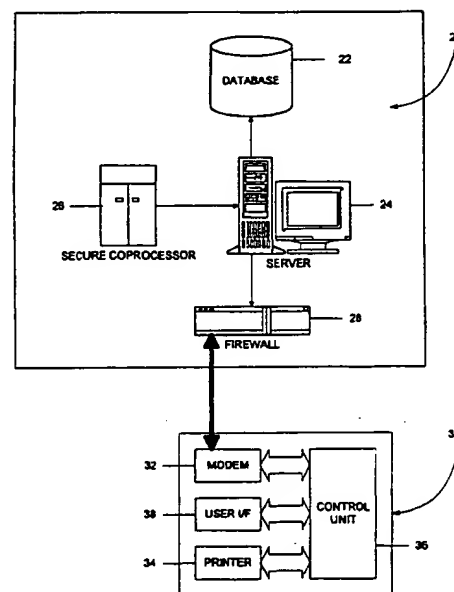 22
2
DATABASE
26
24
SECURE COPROCESSOR
SERVER
28
FIREWALL
3
32
MODEM
CONTROL
UNIT
38
USER I/F
34
PRINTER
36